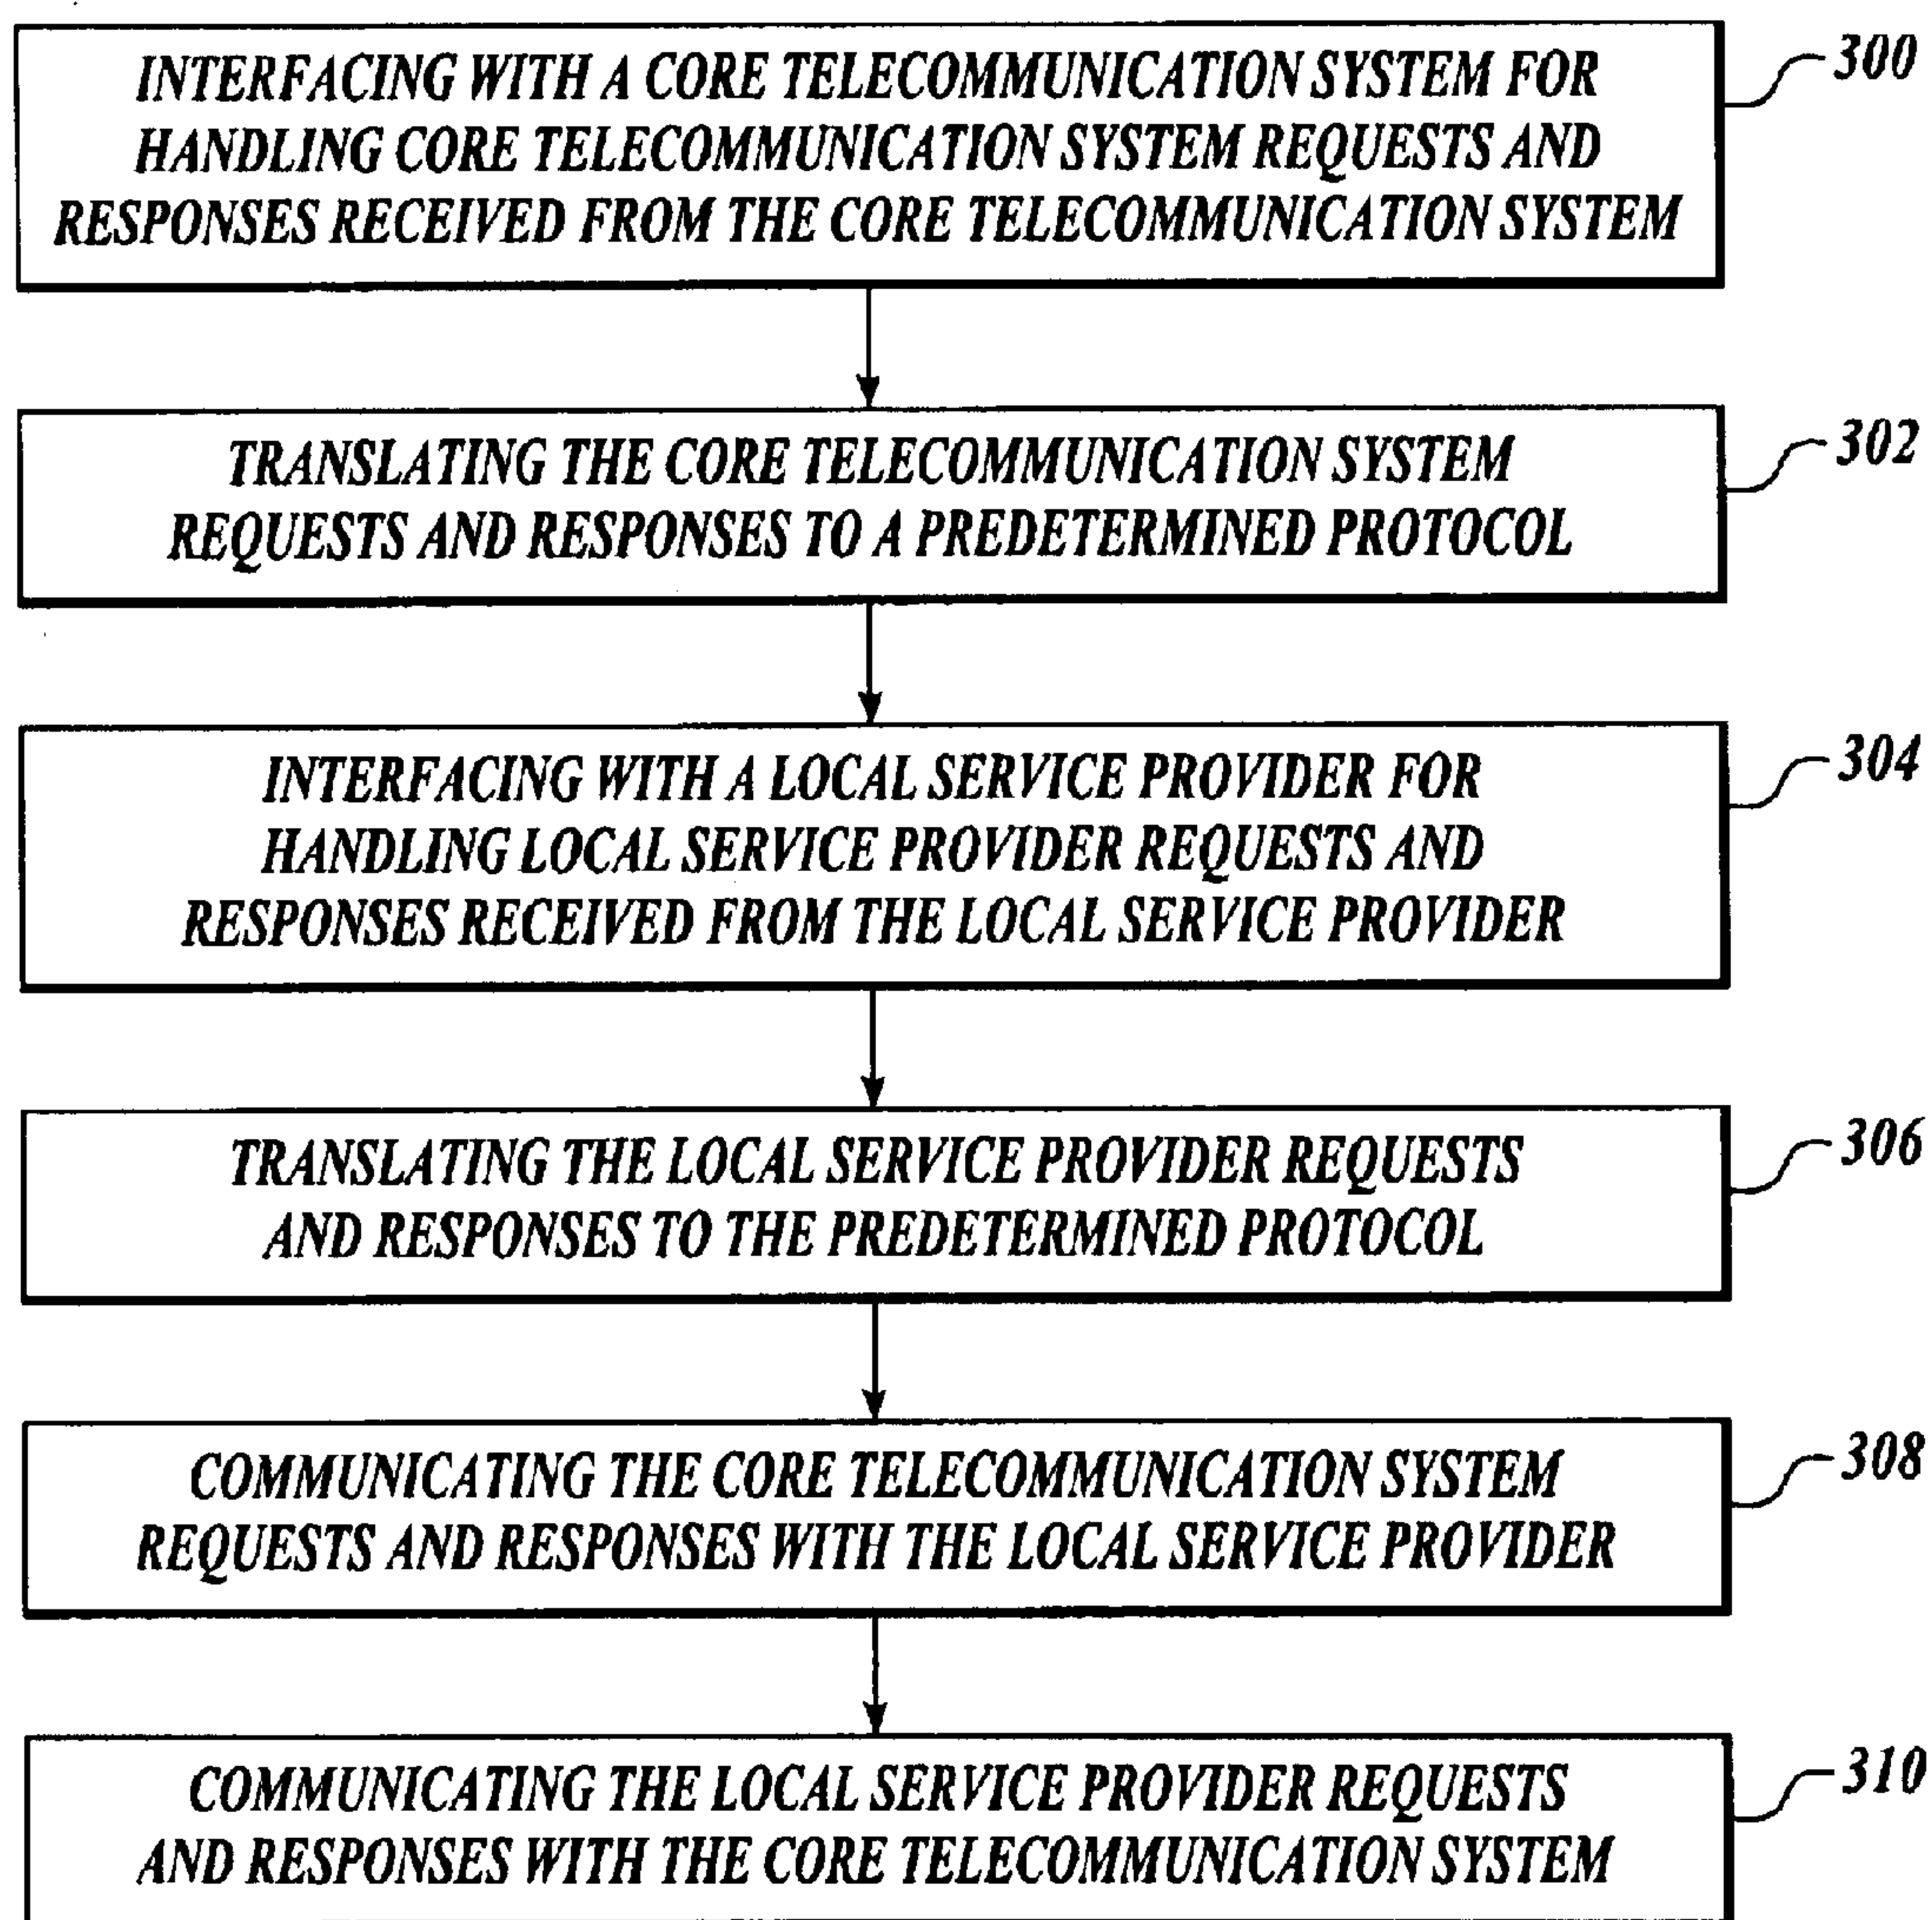 INTERFACING WITH A CORE TELECOMMUNICATION SYSTEM FOR
HANDLING CORE TELECOMMUNICATION SYSTEM REQUESTS AND
RESPONSES RECEIVED FROM THE CORE TELECOMMUNICATION SYSTEM
300
TRANSLATING THE CORE TELECOMMUNICATION SYSTEM
REQUESTS AND RESPONSES TO A PREDETERMINED PROTOCOL
302
INTERFACING WITH A LOCAL SERVICE PROVIDER FOR
HANDLING LOCAL SERVICE PROVIDER REQUESTS AND
RESPONSES RECEIVED FROM THE LOCAL SERVICE PROVIDER
304
TRANSLATING THE LOCAL SERVICE PROVIDER REQUESTS
AND RESPONSES TO THE PREDETERMINED PROTOCOL
306
COMMUNICATING THE CORE TELECOMMUNICATION SYSTEM
REQUESTS AND RESPONSES WITH THE LOCAL SERVICE PROVIDER
308
COMMUNICATING THE LOCAL SERVICE PROVIDER REQUESTS
AND RESPONSES WITH THE CORE TELECOMMUNICATION SYSTEM
310